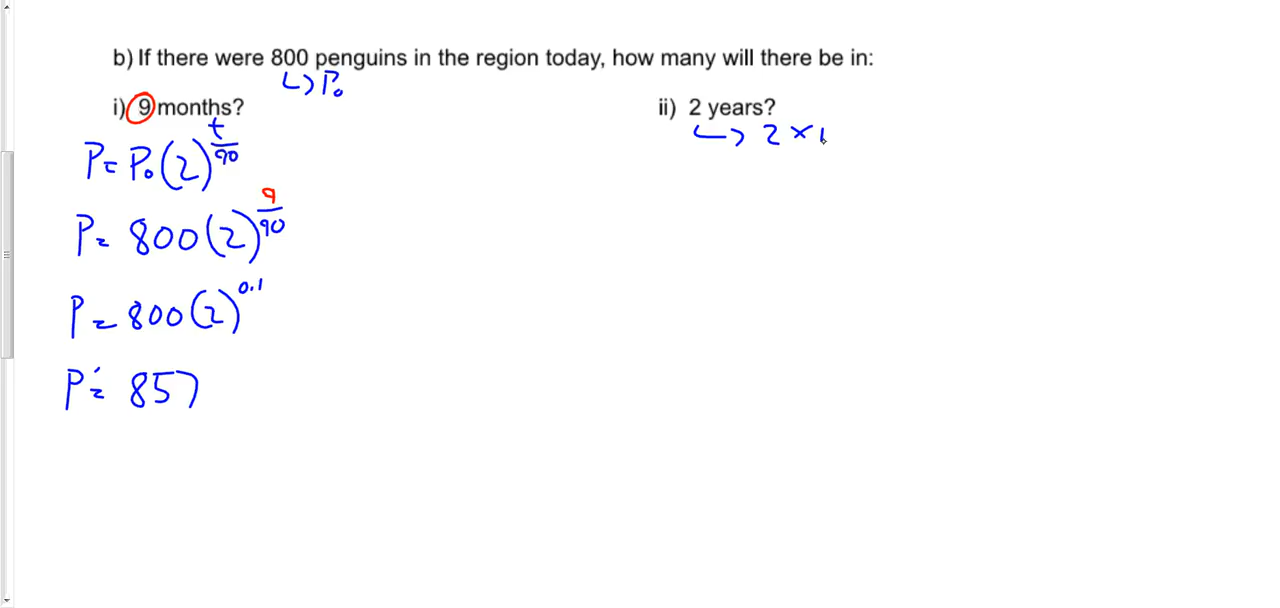 b) If there were 800 penguins in the region today, how many will there be in:
↳ P₀
i) 9 months?
ii) 2 years?
↳ 2 ×
P = P₀(2)^(t/90)
P = 800(2)^(9/90)
P = 800(2)^0.1
P ≐ 857